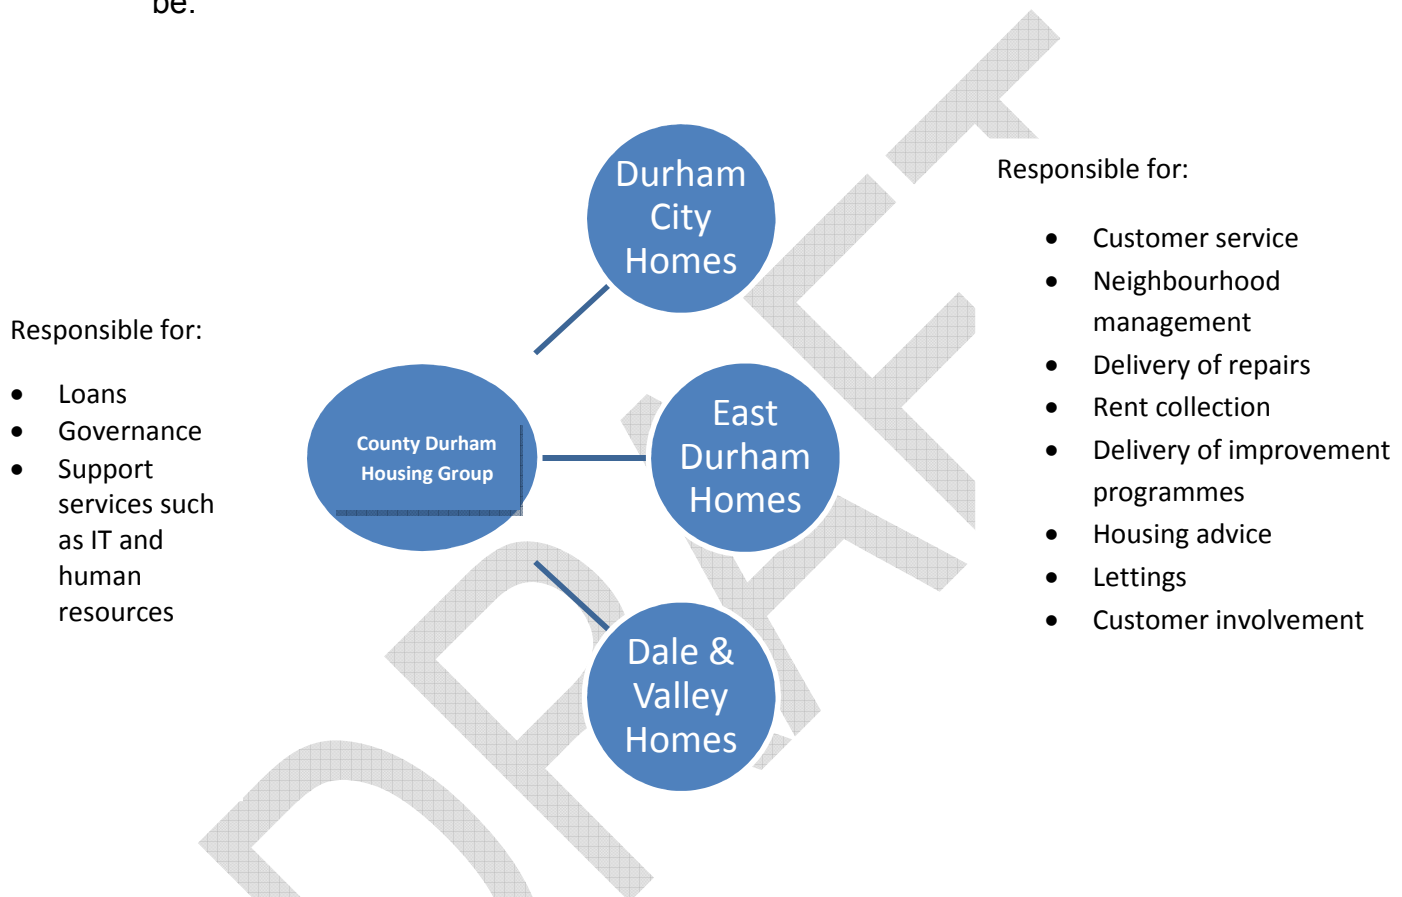 be:
Durham
City
Homes
Responsible for:
• Customer service
• Neighbourhood
management
• Delivery of repairs
• Rent collection
• Delivery of improvement
programmes
• Housing advice
• Lettings
• Customer involvement
Responsible for:
• Loans
• Governance
• Support
services such
as IT and
human
resources
County Durham
Housing Group
East
Durham
Homes
Dale &
Valley
Homes
DRAFT